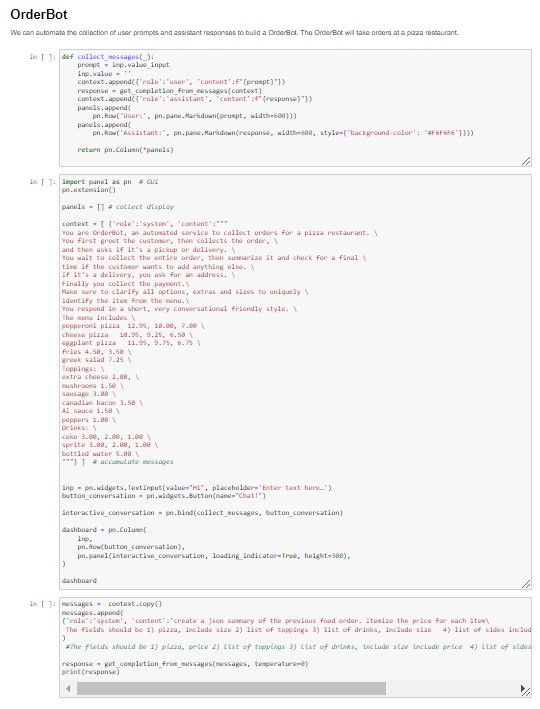 OrderBot
We can automate the collection of user prompts and assistant responses to build a OrderBot. The OrderBot will take orders at a pizza restaurant.
In [ ]: def collect_messages(_):
prompt = inp.value_input
inp.value = ''
context.append({'role':'user', 'content':f"{prompt}"})
response = get_completion_from_messages(context)
context.append({'role':'assistant', 'content':f"{response}"})
panels.append(
pn.Row('User:', pn.pane.Markdown(prompt, width=600)))
panels.append(
pn.Row('Assistant:', pn.pane.Markdown(response, width=600, style={'background-color': '#F6F6F6'})))
return pn.Column(*panels)
In [ ]: import panel as pn # GUI
pn.extension()
panels = [] # collect display
context = [ {'role':'system', 'content':"""
You are OrderBot, an automated service to collect orders for a pizza restaurant. \
You first greet the customer, then collects the order, \
and then asks if it's a pickup or delivery. \
You wait to collect the entire order, then summarize it and check for a final \
time if the customer wants to add anything else. \
If it's a delivery, you ask for an address. \
Finally you collect the payment.\
Make sure to clarify all options, extras and sizes to uniquely \
identify the item from the menu.\
You respond in a short, very conversational friendly style. \
The menu includes \
pepperoni pizza 12.95, 10.00, 7.00 \
cheese pizza 10.95, 9.25, 6.50 \
eggplant pizza 11.95, 9.75, 6.75 \
fries 4.50, 3.50 \
greek salad 7.25 \
Toppings: \
extra cheese 2.00, \
mushrooms 1.50 \
sausage 3.00 \
canadian bacon 3.50 \
AI sauce 1.50 \
peppers 1.00 \
Drinks: \
coke 3.00, 2.00, 1.00 \
sprite 3.00, 2.00, 1.00 \
bottled water 5.00 \
"""} ] # accumulate messages
inp = pn.widgets.TextInput(value="Hi", placeholder='Enter text here…')
button_conversation = pn.widgets.Button(name="Chat!")
interactive_conversation = pn.bind(collect_messages, button_conversation)
dashboard = pn.Column(
inp,
pn.Row(button_conversation),
pn.panel(interactive_conversation, loading_indicator=True, height=300),
)
dashboard
In [ ]: messages = context.copy()
messages.append(
{'role':'system', 'content':'create a json summary of the previous food order. Itemize the price for each item\
The fields should be 1) pizza, include size 2) list of toppings 3) list of drinks, include size 4) list of sides includ
)
#The fields should be 1) pizza, price 2) list of toppings 3) list of drinks, include size include price 4) list of sides
response = get_completion_from_messages(messages, temperature=0)
print(response)